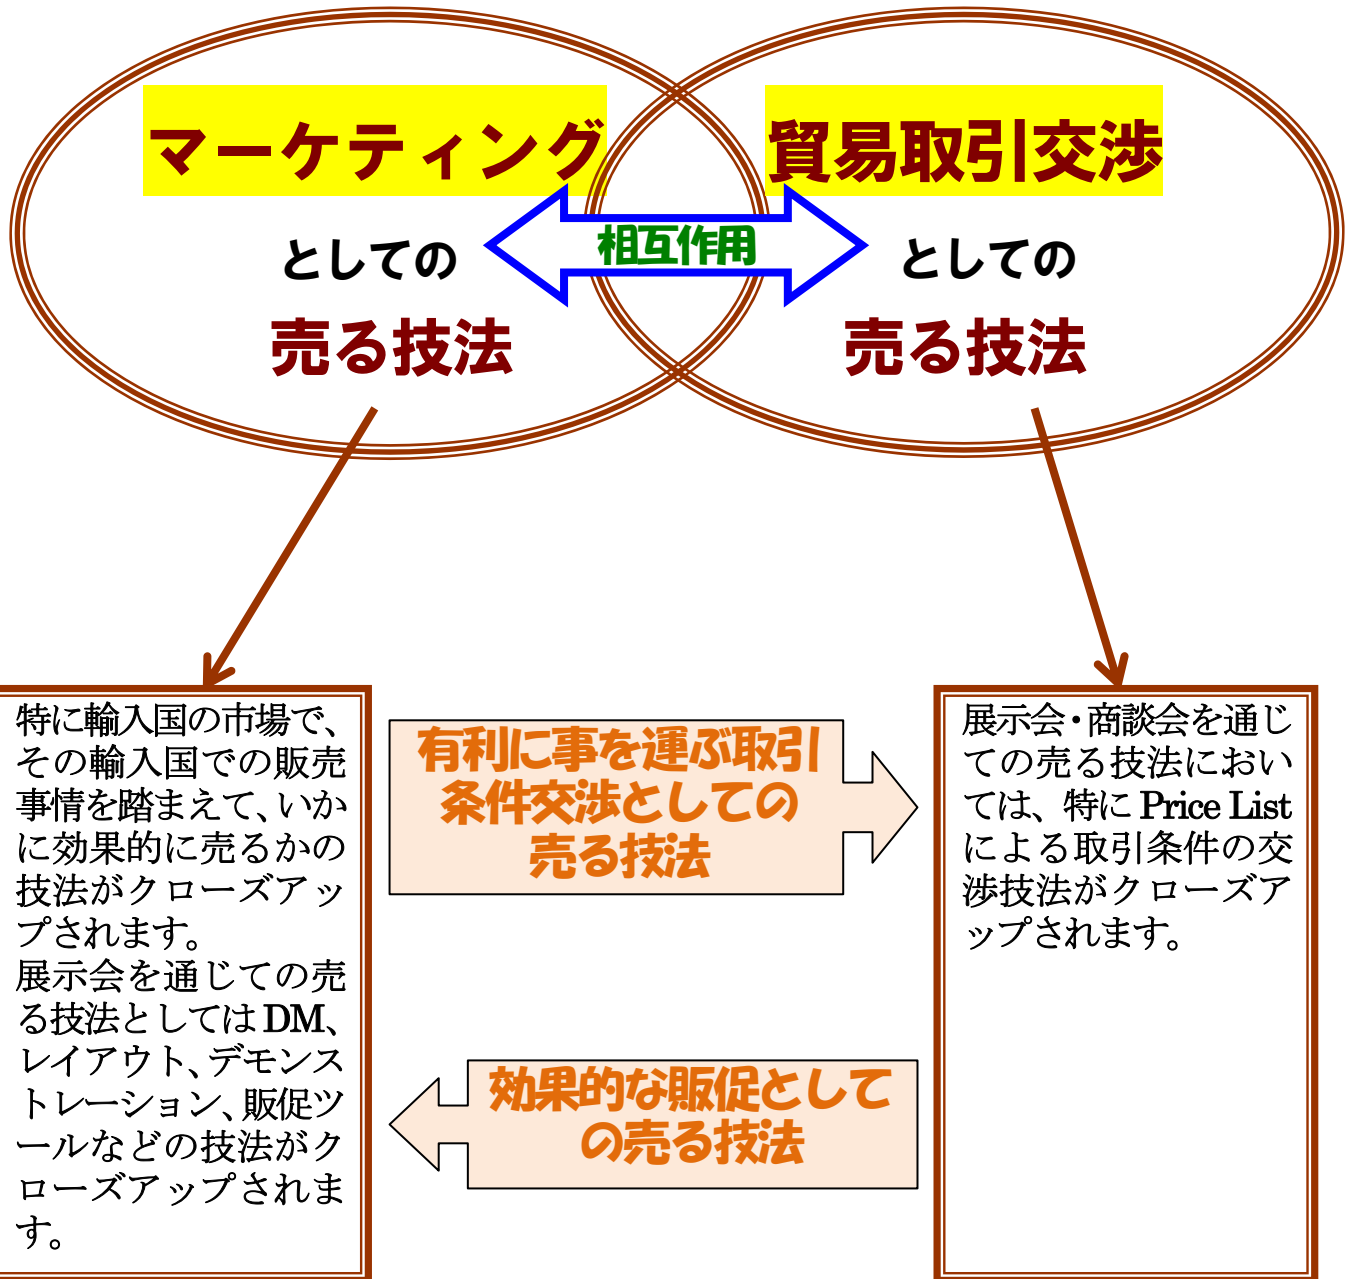 マーケティング
としての
売る技法
相互作用
貿易取引交渉
としての
売る技法
特に輸入国の市場で、
その輸入国での販売
事情を踏まえて、いか
に効果的に売るかの
技法がクローズアッ
プされます。
展示会を通じての売
る技法としては DM、
レイアウト、デモンス
トレーション、販促ツ
ールなどの技法がク
ローズアップされま
す。
有利に事を運ぶ取引
条件交渉としての
売る技法
効果的な販促として
の売る技法
展示会・商談会を通じ
ての売る技法におい
ては、特に Price List
による取引条件の交
渉技法がクローズア
ップされます。